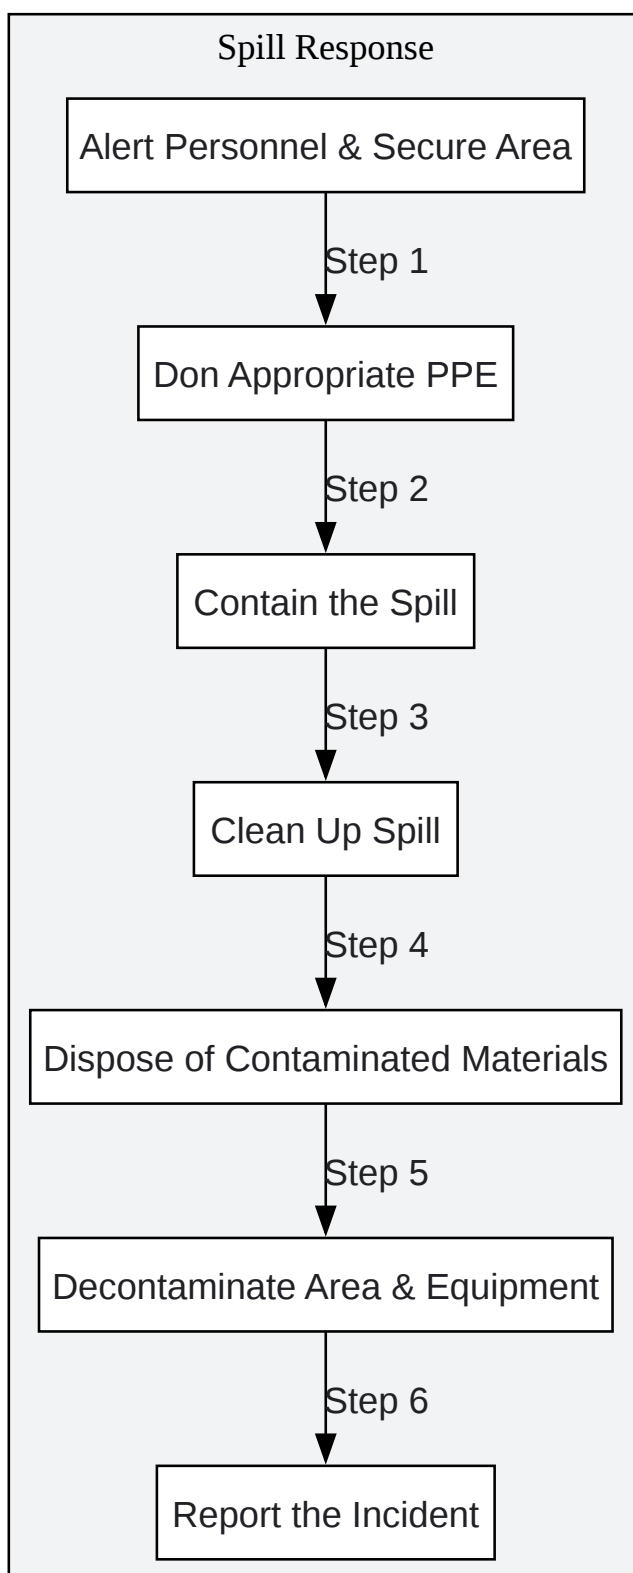 Spill Response
Alert Personnel & Secure Area
Step 1
Don Appropriate PPE
Step 2
Contain the Spill
Step 3
Clean Up Spill
Step 4
Dispose of Contaminated Materials
Step 5
Decontaminate Area & Equipment
Step 6
Report the Incident